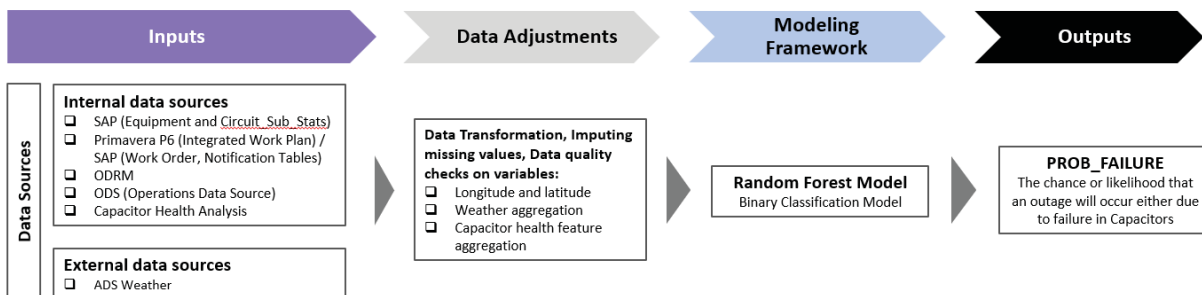 Inputs
Data Adjustments
Modeling
Framework
Outputs
Data Sources
Internal data sources
❑ SAP (Equipment and Circuit_Sub_Stats)
❑ Primavera P6 (Integrated Work Plan) /
SAP (Work Order, Notification Tables)
❑ ODRM
❑ ODS (Operations Data Source)
❑ Capacitor Health Analysis
External data sources
❑ ADS Weather
Data Transformation, Imputing
missing values, Data quality
checks on variables:
❑ Longitude and latitude
❑ Weather aggregation
❑ Capacitor health feature
aggregation
Random Forest Model
Binary Classification Model
PROB_FAILURE
The chance or likelihood that
an outage will occur either due
to failure in Capacitors